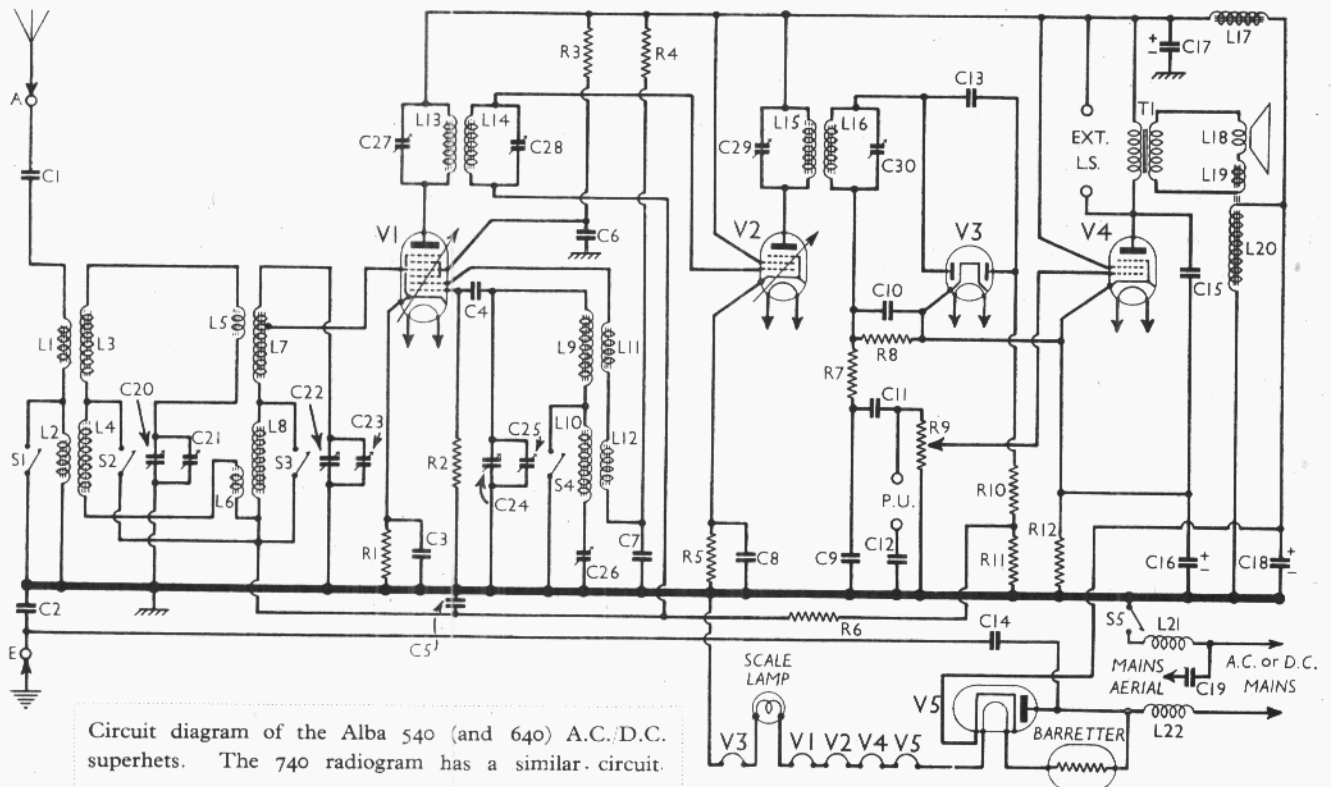 A
C1
L1
L3
L5
L7
S1
L2
L4
S2
C20
C21
L6
L8
S3
C22
C23
C2
E
C27
L13
L14
C28
R3
R4
V1
C6
C4
R1
C3
R2
C24
C25
S4
L9
L10
L11
L12
C26
C7
C5
C29
L15
L16
C30
C13
V2
V3
C10
R8
R7
C11
R9
P.U.
C12
C9
R5
C8
R10
R11
R12
R6
C14
EXT.
L.S.
T1
L18
L19
L20
V4
C15
C16
+
-
C18
+
-
C17
+
-
L17
S5
L21
MAINS
AERIAL
C19
A.C. or D.C.
MAINS
L22
V5
BARRETTER
SCALE
LAMP
V3
V1
V2
V4
V5
Circuit diagram of the Alba 540 (and 640) A.C./D.C.
superhets. The 740 radiogram has a similar circuit.